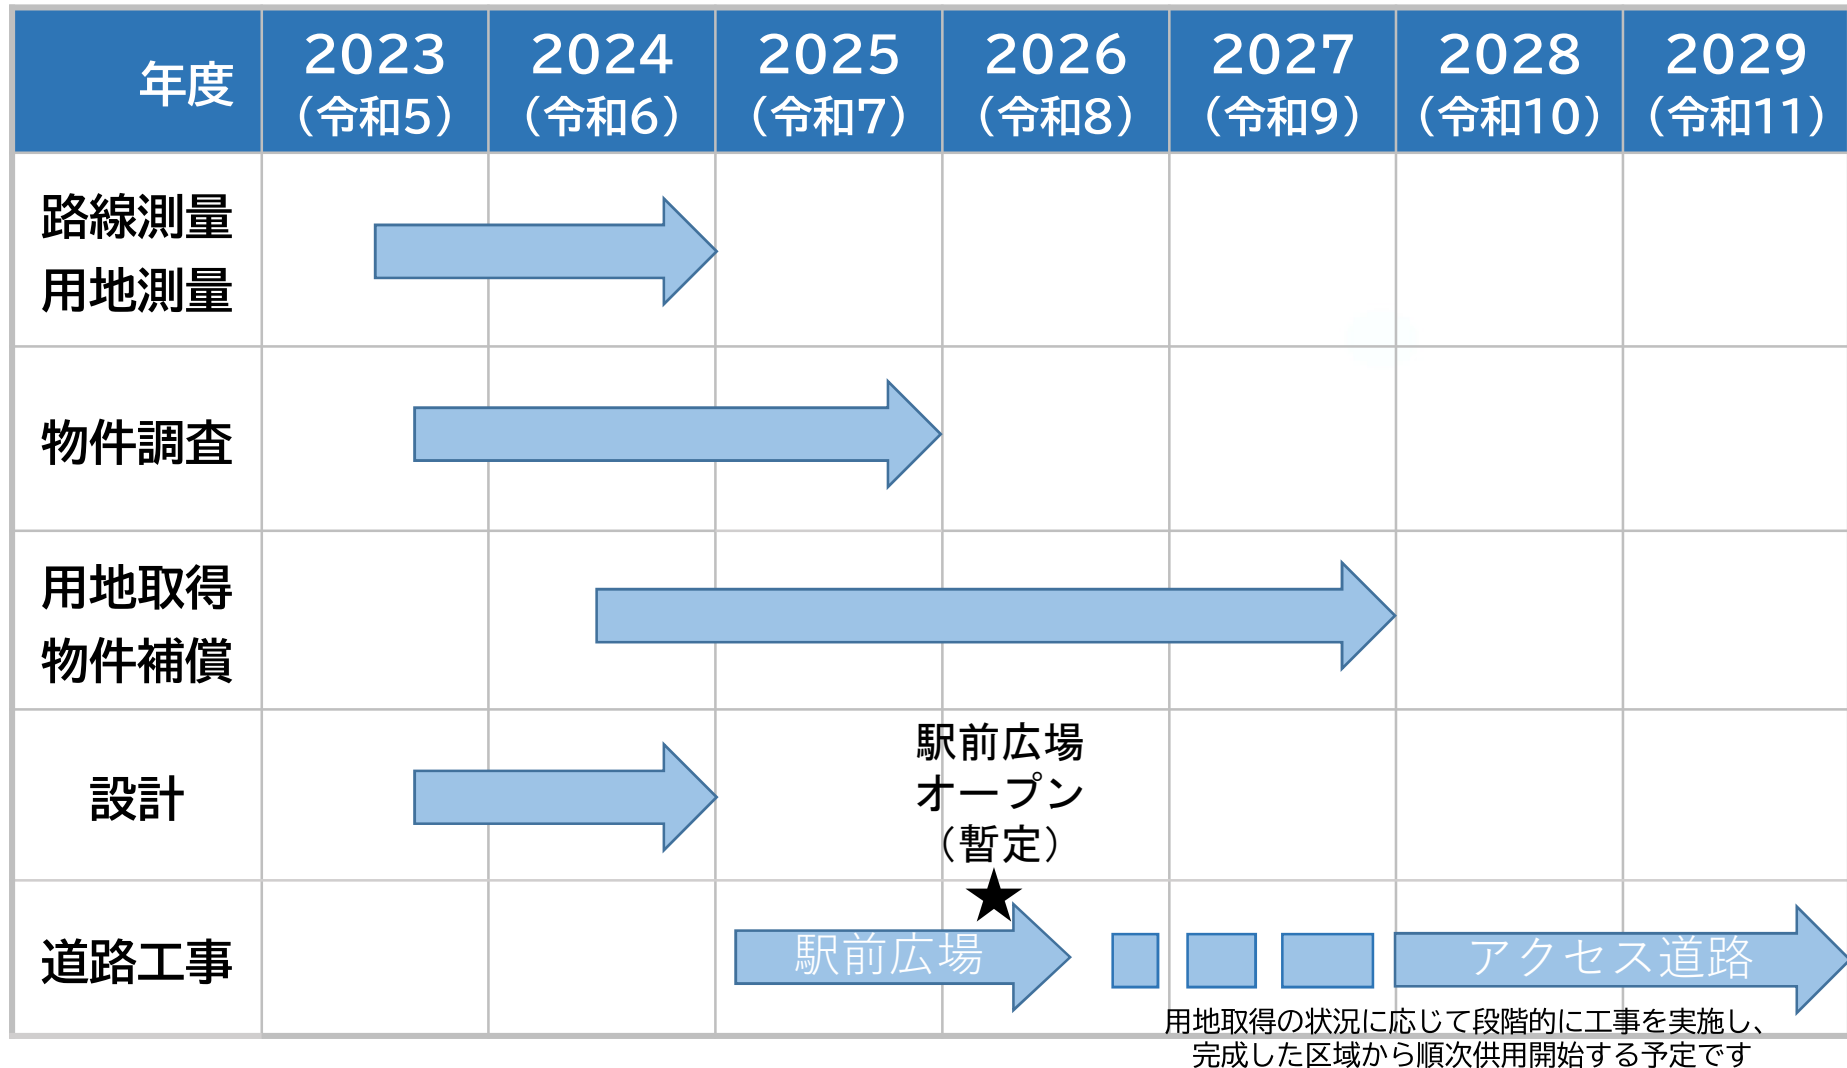 年度
2023
（令和5）
2024
（令和6）
2025
（令和7）
2026
（令和8）
2027
（令和9）
2028
（令和10）
2029
（令和11）
路線測量
用地測量
物件調査
用地取得
物件補償
設計
駅前広場
オープン
（暫定）
★
道路工事
駅前広場
アクセス道路
用地取得の状況に応じて段階的に工事を実施し、
完成した区域から順次供用開始する予定です